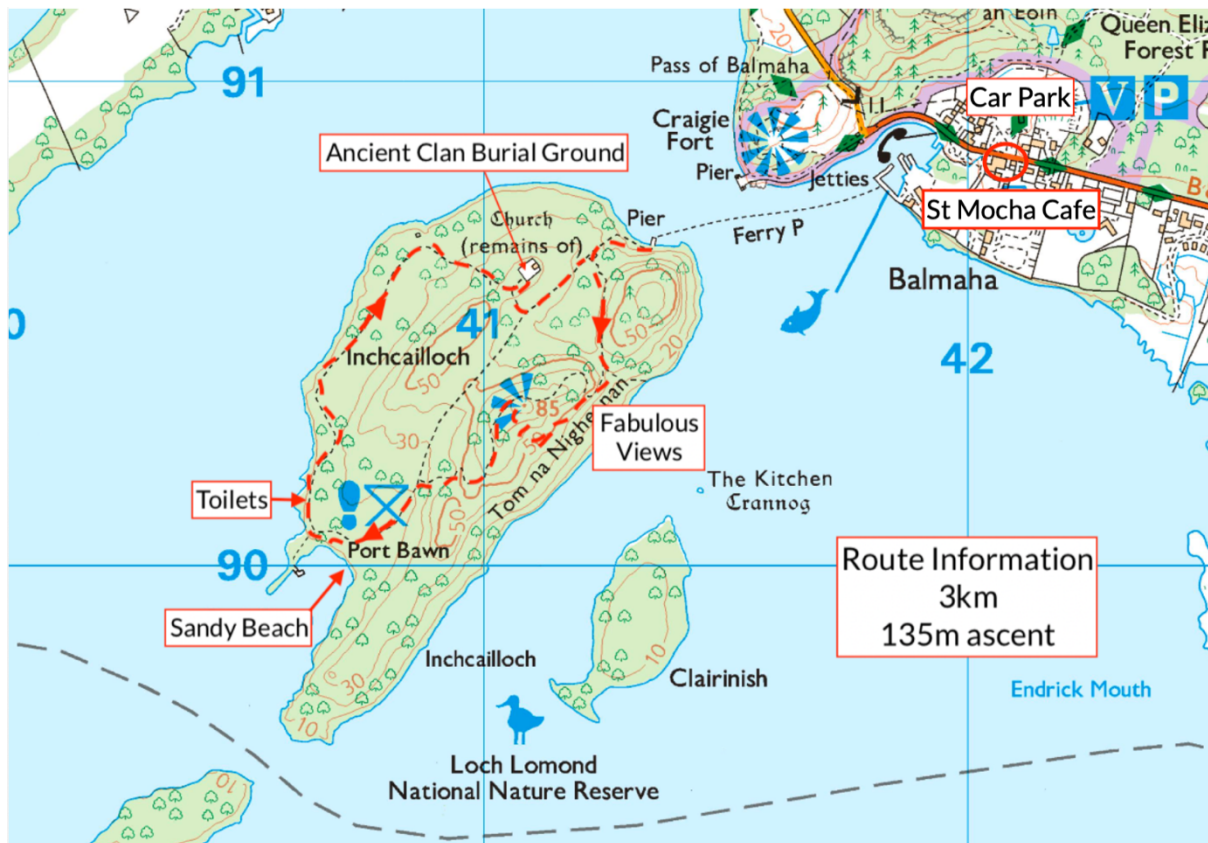 an Eoin
20
Queen Eliz
Forest F
91
Pass of Balmaha
Car Park
V P
Craigie
Fort
Ancient Clan Burial Ground
Pier
Jetties
St Mocha Cafe
B
Church
(remains of)
Pier
Ferry P
Balmaha
0
41
50
20
42
Inchcailloch
50
85
30
Fabulous
Views
Tom na Nigheanan
The Kitchen
Crannog
Toilets
50
Port Bawn
90
Route Information
3km
135m ascent
Sandy Beach
Inchcailloch
10
Clairinish
30
10
Endrick Mouth
Loch Lomond
National Nature Reserve
10